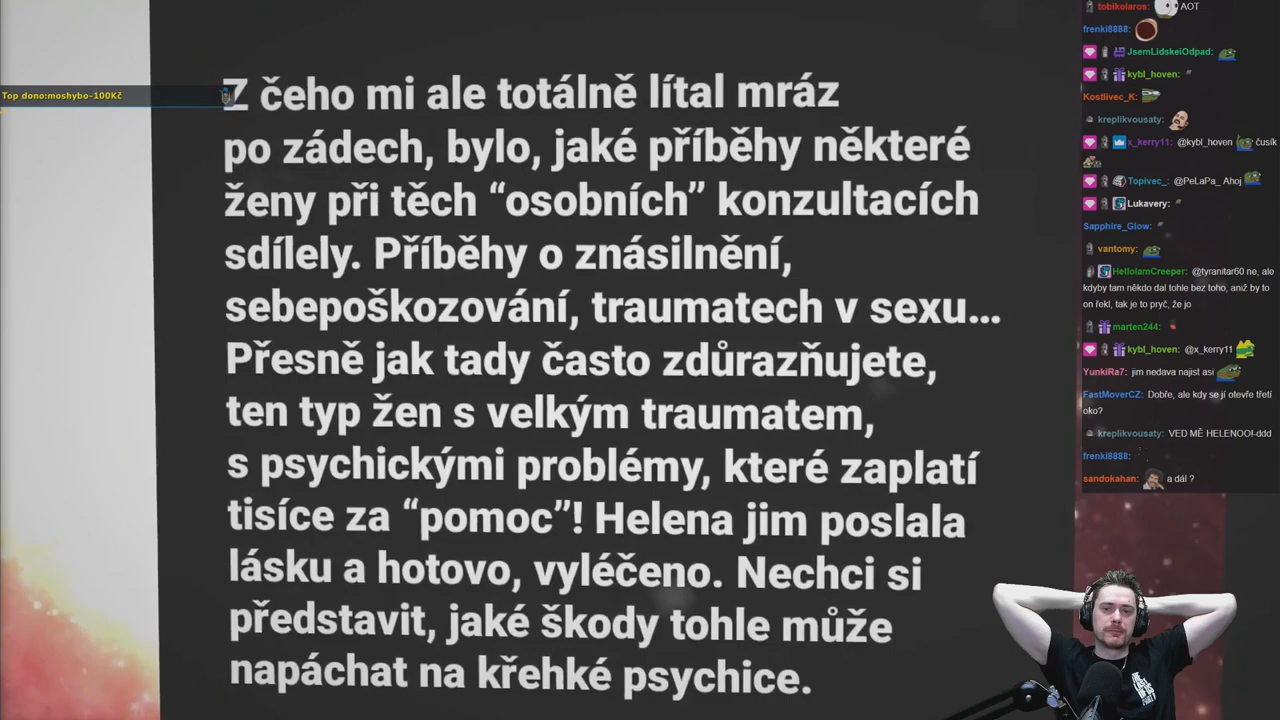 Top dono:moshybo-100Kč
Z čeho mi ale totálně lítal mráz
po zádech, bylo, jaké příběhy některé
ženy při těch “osobních” konzultacích
sdílely. Příběhy o znásilnění,
sebepoškozování, traumatech v sexu...
Přesně jak tady často zdůrazňujete,
ten typ žen s velkým traumatem,
s psychickými problémy, které zaplatí
tisíce za “pomoc”! Helena jim poslala
lásku a hotovo, vyléčeno. Nechci si
představit, jaké škody tohle může
napáchat na křehké psychice.
tobikolaros: AOT
frenki8888:
JsemLidskeiOdpad:
kybl_hoven:
Kostlivec_K:
kreplikvousaty:
x_kerry11: @kybl_hoven čusík
Topivec_: @PeLaPa_ Ahoj
Lukavery:
Sapphire_Glow:
vantomy:
HelloIamCreeper: @tyranitar60 ne, ale
kdyby tam někdo dal tohle bez toho, aniž by to
on řekl, tak je to pryč, že jo
marten244:
kybl_hoven: @x_kerry11
YunkiRa7: jim nedava najist asi
FastMoverCZ: Dobře, ale kdy se jí otevře třetí
oko?
kreplikvousaty: VED MĚ HELENOO!-ddd
frenki8888:
sandokahan: a dál ?